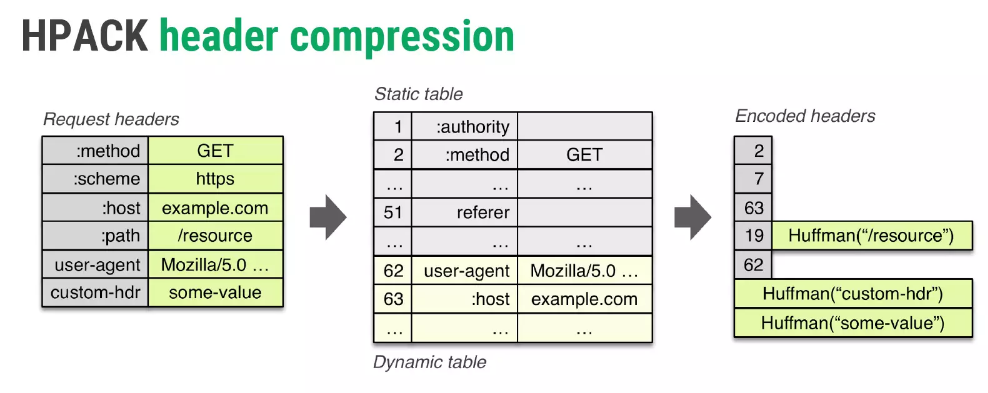 HPACK header compression
Request headers
:method GET
:scheme https
:host example.com
:path /resource
user-agent Mozilla/5.0 ...
custom-hdr some-value
Static table
1 :authority
2 :method GET
... ... ...
51 referer
... ... ...
62 user-agent Mozilla/5.0 ...
63 :host example.com
... ... ...
Dynamic table
Encoded headers
2
7
63
19 Huffman(“/resource”)
62
Huffman(“custom-hdr”)
Huffman(“some-value”)